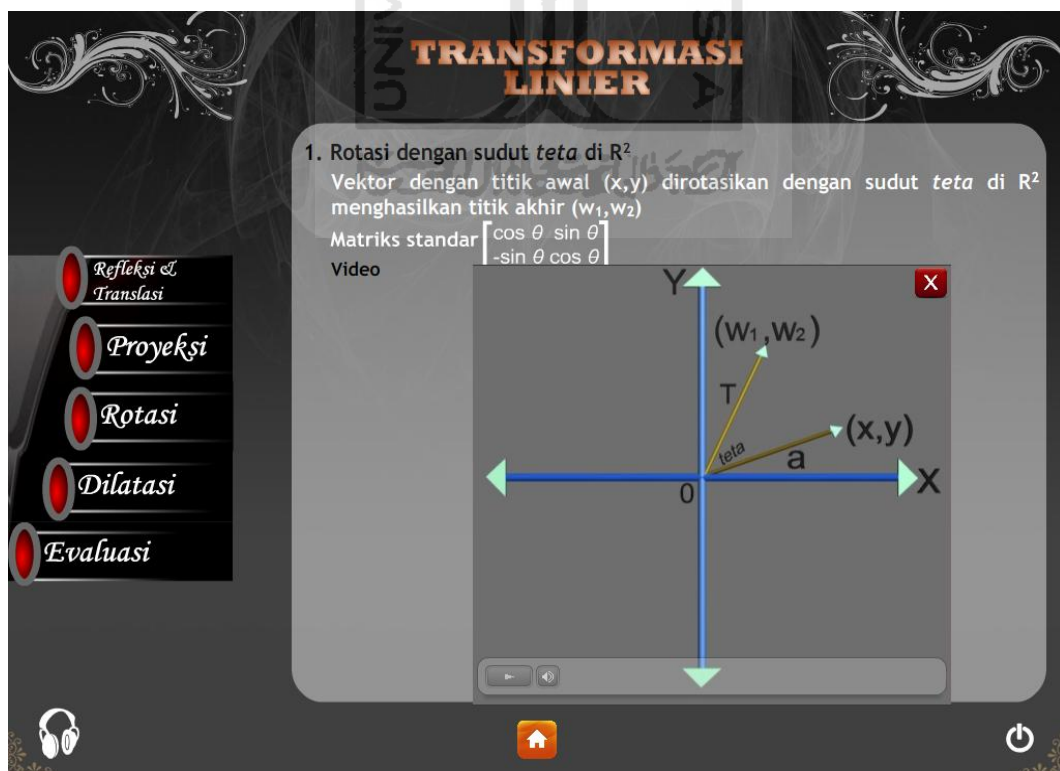 TRANSFORMASI
LINIER
1. Rotasi dengan sudut teta di R²
Vektor dengan titik awal (x,y) dirotasikan dengan sudut teta di R²
menghasilkan titik akhir (w₁,w₂)
Matriks standar [cos θ sin θ
-sin θ cos θ]
Video
Refleksi &
Translasi
Proyeksi
Rotasi
Dilatasi
Evaluasi
X
Y
(W₁,W₂)
T
(x,y)
teta
a
X
0